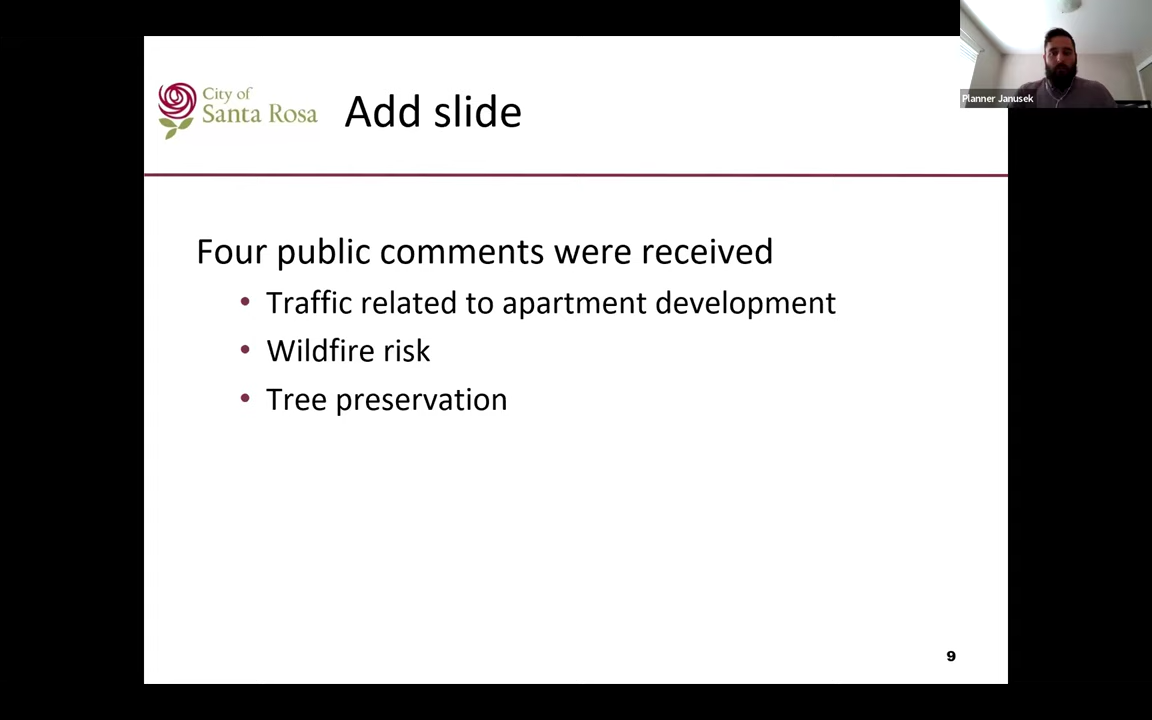 City of
Santa Rosa
Add slide
Planner Janusek
Four public comments were received
• Traffic related to apartment development
• Wildfire risk
• Tree preservation
9